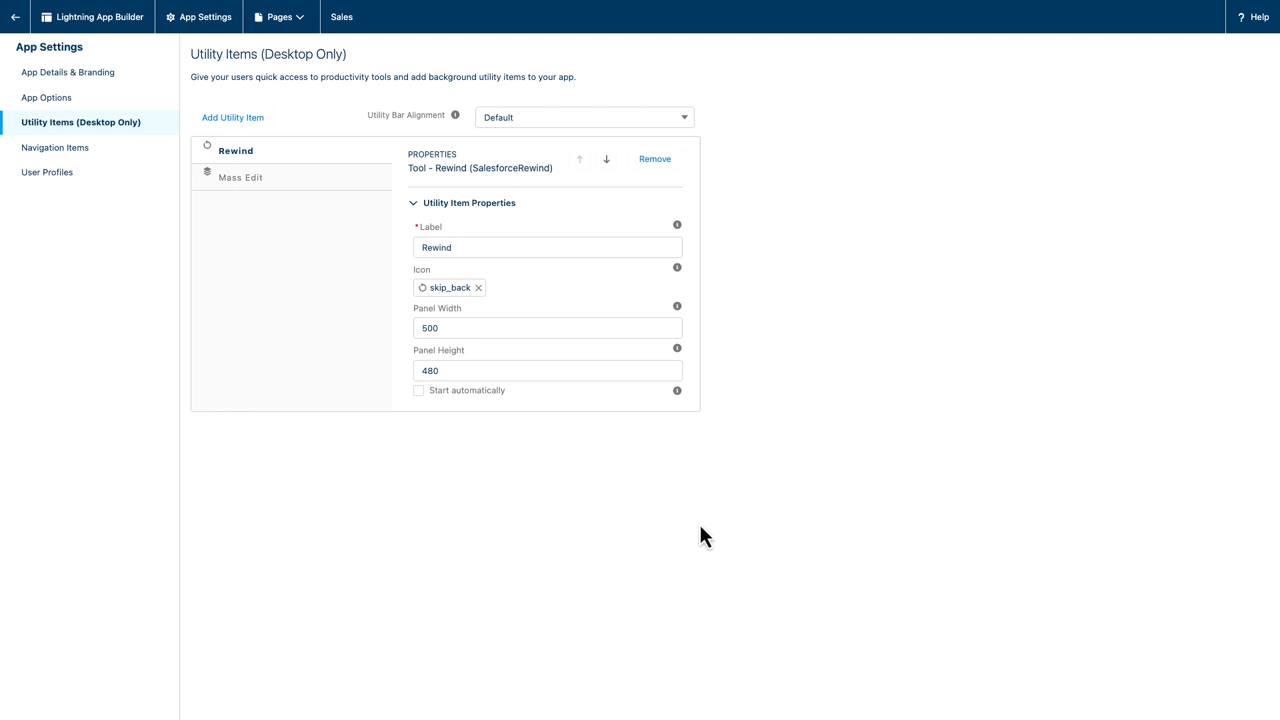 Lightning App Builder
App Settings
Pages
Sales
? Help
App Settings
App Details & Branding
App Options
Utility Items (Desktop Only)
Navigation Items
User Profiles
Utility Items (Desktop Only)
Give your users quick access to productivity tools and add background utility items to your app.
Add Utility Item
Utility Bar Alignment
Default
Rewind
Mass Edit
PROPERTIES
Tool - Rewind (SalesforceRewind)
Remove
Utility Item Properties
* Label
Rewind
Icon
skip_back
Panel Width
500
Panel Height
480
Start automatically